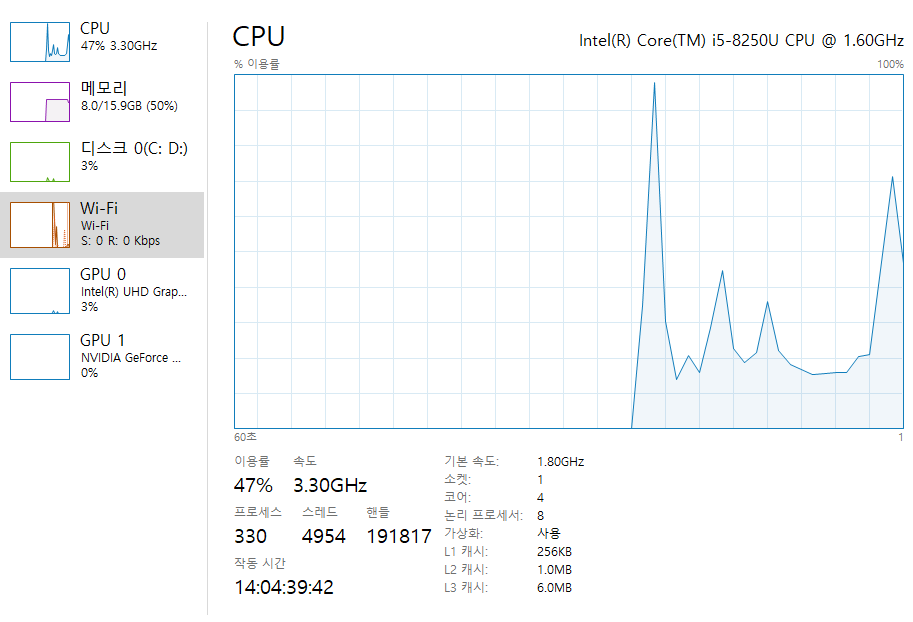 CPU
47% 3.30GHz
메모리
8.0/15.9GB (50%)
디스크 0(C: D:)
3%
Wi-Fi
Wi-Fi
S: 0 R: 0 Kbps
GPU 0
Intel(R) UHD Grap...
3%
GPU 1
NVIDIA GeForce ...
0%
CPU
Intel(R) Core(TM) i5-8250U CPU @ 1.60GHz
% 이용률 100%
60초 1
이용률 속도
47% 3.30GHz
프로세스 스레드 핸들
330 4954 191817
작동 시간
14:04:39:42
기본 속도: 1.80GHz
소켓: 1
코어: 4
논리 프로세서: 8
가상화: 사용
L1 캐시: 256KB
L2 캐시: 1.0MB
L3 캐시: 6.0MB